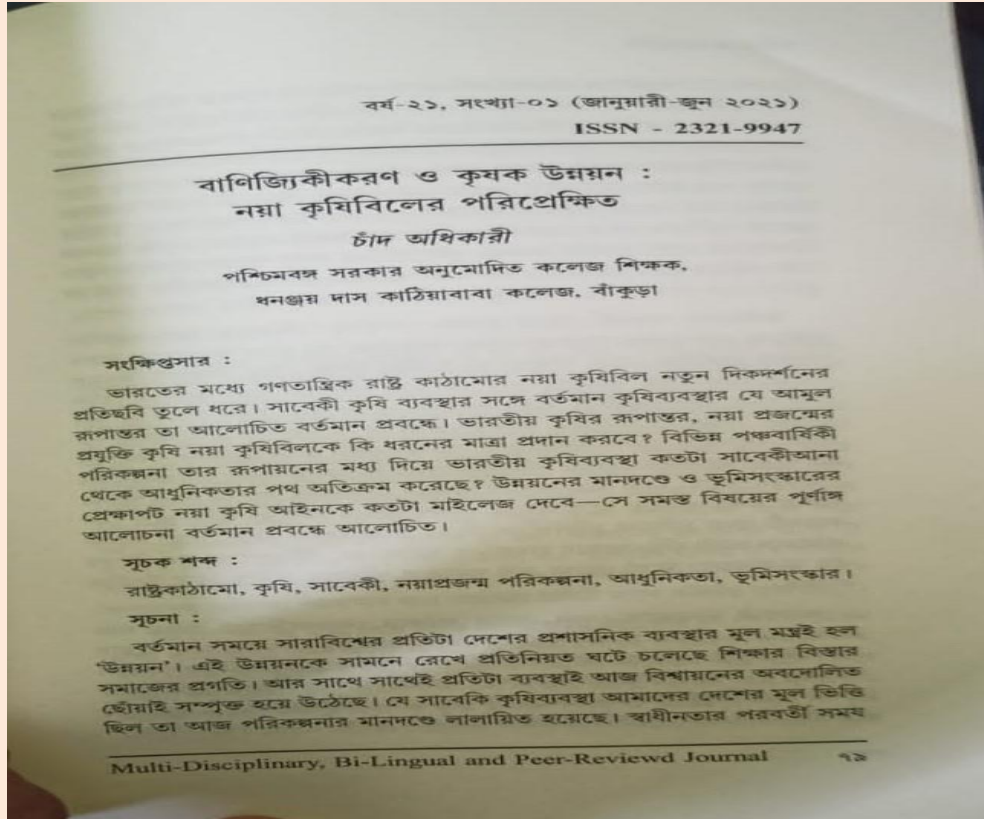 বর্ষ-২১, সংখ্যা-০১ (জানুয়ারী-জুন ২০২১)
ISSN - 2321-9947
বাণিজ্যিকীকরণ ও কৃষক উন্নয়ন :
নয়া কৃষিবিলের পরিপ্রেক্ষিত
চাঁদ অধিকারী
পশ্চিমবঙ্গ সরকার অনুমোদিত কলেজ শিক্ষক,
ধনঞ্জয় দাস কাঠিয়াবাবা কলেজ, বাঁকুড়া
সংক্ষিপ্তসার :
ভারতের মধ্যে গণতান্ত্রিক রাষ্ট্র কাঠামোর নয়া কৃষিবিল নতুন দিকদর্শনের
প্রতিছবি তুলে ধরে। সাবেকী কৃষি ব্যবস্থার সঙ্গে বর্তমান কৃষিব্যবস্থার যে আমুল
রূপান্তর তা আলোচিত বর্তমান প্রবন্ধে। ভারতীয় কৃষির রূপান্তর, নয়া প্রজন্মের
প্রযুক্তি কৃষি নয়া কৃষিবিলকে কি ধরনের মাত্রা প্রদান করবে? বিভিন্ন পঞ্চবার্ষিকী
পরিকল্পনা তার রূপায়নের মধ্য দিয়ে ভারতীয় কৃষিব্যবস্থা কতটা সাবেকীআনা
থেকে আধুনিকতার পথ অতিক্রম করেছে? উন্নয়নের মানদণ্ডে ও ভূমিসংস্কারের
প্রেক্ষাপট নয়া কৃষি আইনকে কতটা মাইলেজ দেবে—সে সমস্ত বিষয়ের পূর্ণাঙ্গ
আলোচনা বর্তমান প্রবন্ধে আলোচিত।
সূচক শব্দ :
রাষ্ট্রকাঠামো, কৃষি, সাবেকী, নয়াপ্রজন্ম পরিকল্পনা, আধুনিকতা, ভূমিসংস্কার।
সূচনা :
বর্তমান সময়ে সারাবিশ্বের প্রতিটা দেশের প্রশাসনিক ব্যবস্থার মূল মন্ত্রই হল
‘উন্নয়ন’। এই উন্নয়নকে সামনে রেখে প্রতিনিয়ত ঘটে চলেছে শিক্ষার বিস্তার
সমাজের প্রগতি। আর সাথে সাথেই প্রতিটা ব্যবস্থাই আজ বিশ্বায়নের অবদোলিত
ছোঁয়াই সম্পৃক্ত হয়ে উঠেছে। যে সাবেকি কৃষিব্যবস্থা আমাদের দেশের মূল ভিত্তি
ছিল তা আজ পরিকল্পনার মানদণ্ডে লালায়িত হয়েছে। স্বাধীনতার পরবর্তী সময়
Multi-Disciplinary, Bi-Lingual and Peer-Reviewd Journal ৭৯